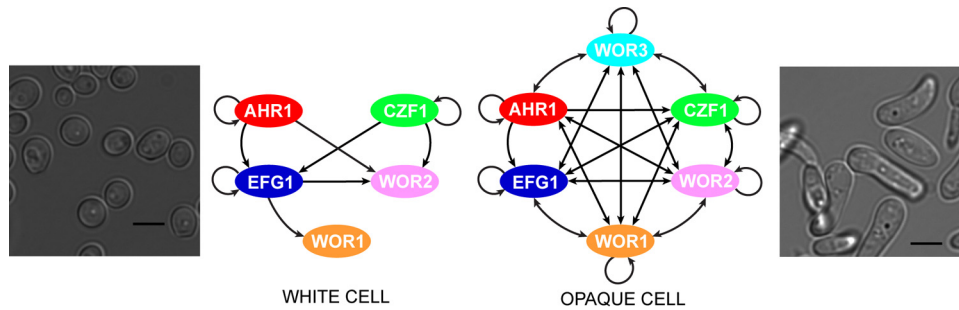 AHR1
CZF1
EFG1
WOR2
WOR1
WHITE CELL
WOR3
AHR1
CZF1
EFG1
WOR2
WOR1
OPAQUE CELL